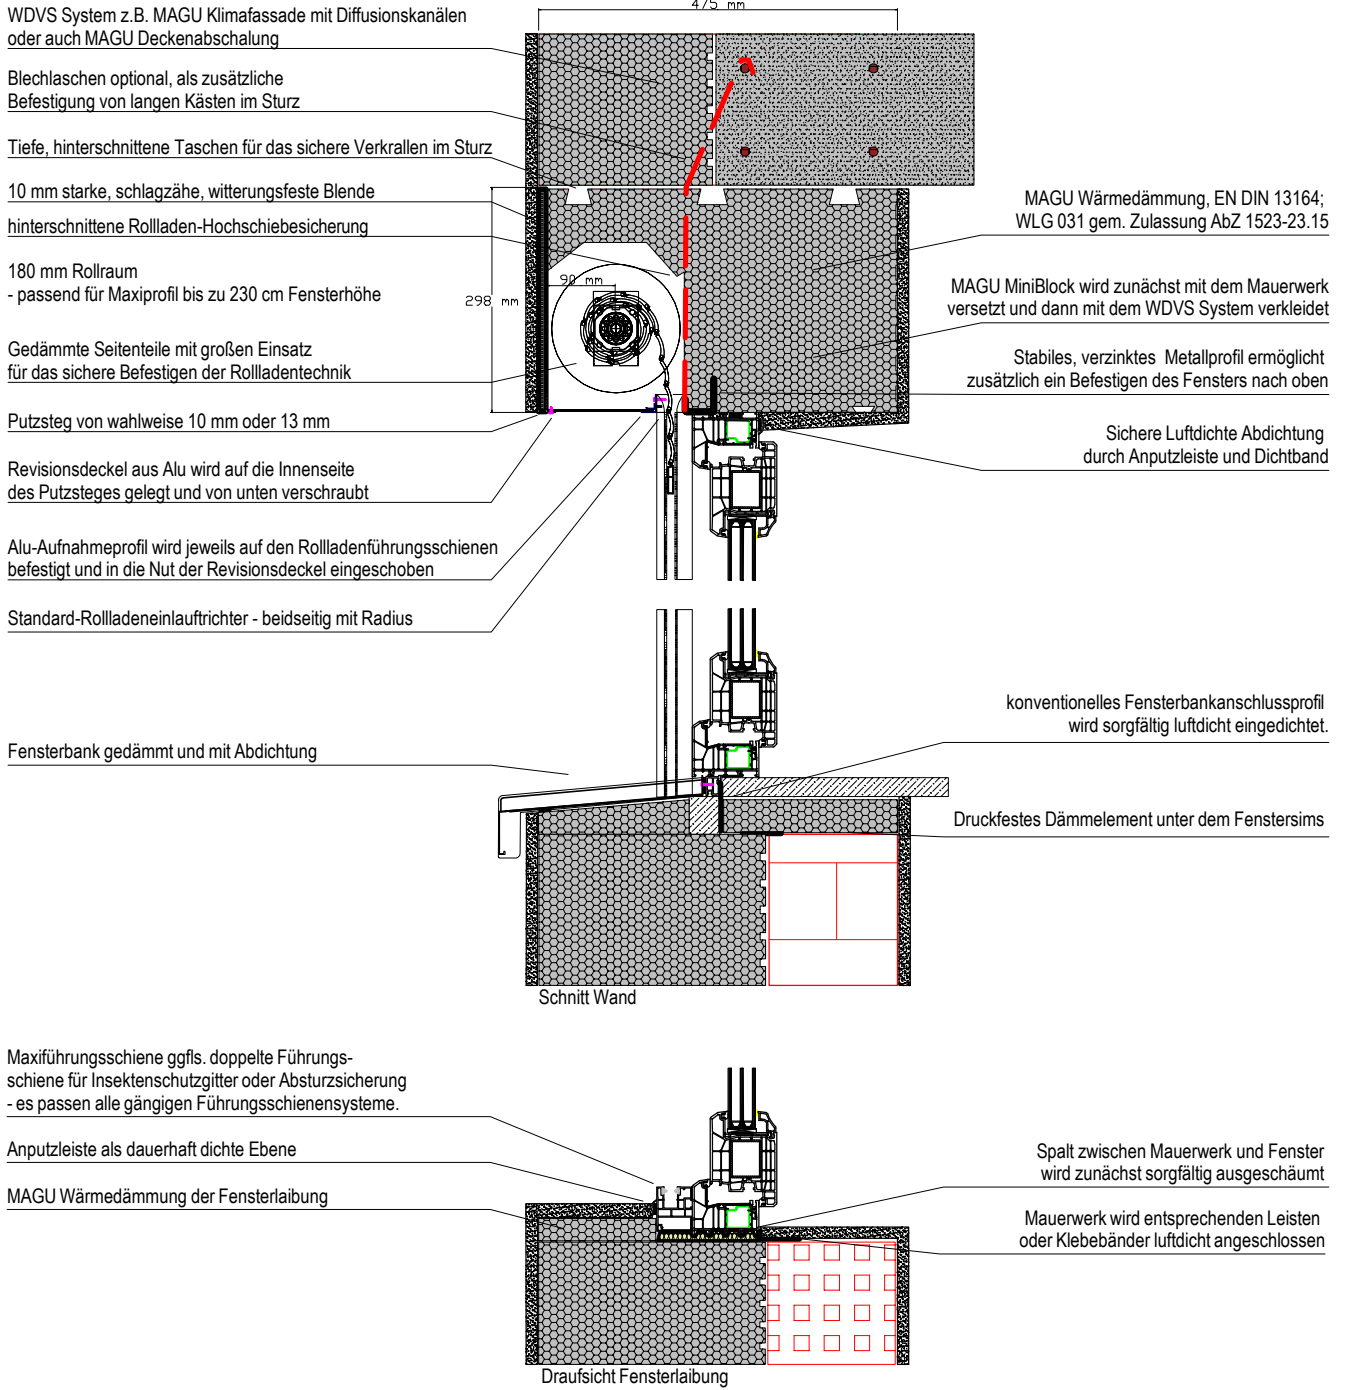 WDVS System z.B. MAGU Klimafassade mit Diffusionskanälen
oder auch MAGU Deckenabschalung
Blechlaschen optional, als zusätzliche
Befestigung von langen Kästen im Sturz
Tiefe, hinterschnittene Taschen für das sichere Verkrallen im Sturz
10 mm starke, schlagzähe, witterungsfeste Blende
hinterschnittene Rollladen-Hochschiebesicherung
180 mm Rollraum
- passend für Maxiprofil bis zu 230 cm Fensterhöhe
Gedämmte Seitenteile mit großen Einsatz
für das sichere Befestigen der Rollladentechnik
Putzsteg von wahlweise 10 mm oder 13 mm
Revisionsdeckel aus Alu wird auf die Innenseite
des Putzsteges gelegt und von unten verschraubt
Alu-Aufnahmeprofil wird jeweils auf den Rollladenführungsschienen
befestigt und in die Nut der Revisionsdeckel eingeschoben
Standard-Rollladeneinlauftrichter - beidseitig mit Radius
475 mm
90 mm
298 mm
MAGU Wärmedämmung, EN DIN 13164;
WLG 031 gem. Zulassung AbZ 1523-23.15
MAGU MiniBlock wird zunächst mit dem Mauerwerk
versetzt und dann mit dem WDVS System verkleidet
Stabiles, verzinktes Metallprofil ermöglicht
zusätzlich ein Befestigen des Fensters nach oben
Sichere Luftdichte Abdichtung
durch Anputzleiste und Dichtband
Fensterbank gedämmt und mit Abdichtung
konventionelles Fensterbankanschlussprofil
wird sorgfältig luftdicht eingedichtet.
Druckfestes Dämmelement unter dem Fenstersims
Schnitt Wand
Maxiführungsschiene ggfls. doppelte Führungs-
schiene für Insektenschutzgitter oder Absturzsicherung
- es passen alle gängigen Führungsschienensysteme.
Anputzleiste als dauerhaft dichte Ebene
MAGU Wärmedämmung der Fensterlaibung
Spalt zwischen Mauerwerk und Fenster
wird zunächst sorgfältig ausgeschäumt
Mauerwerk wird entsprechenden Leisten
oder Klebebänder luftdicht angeschlossen
Draufsicht Fensterlaibung